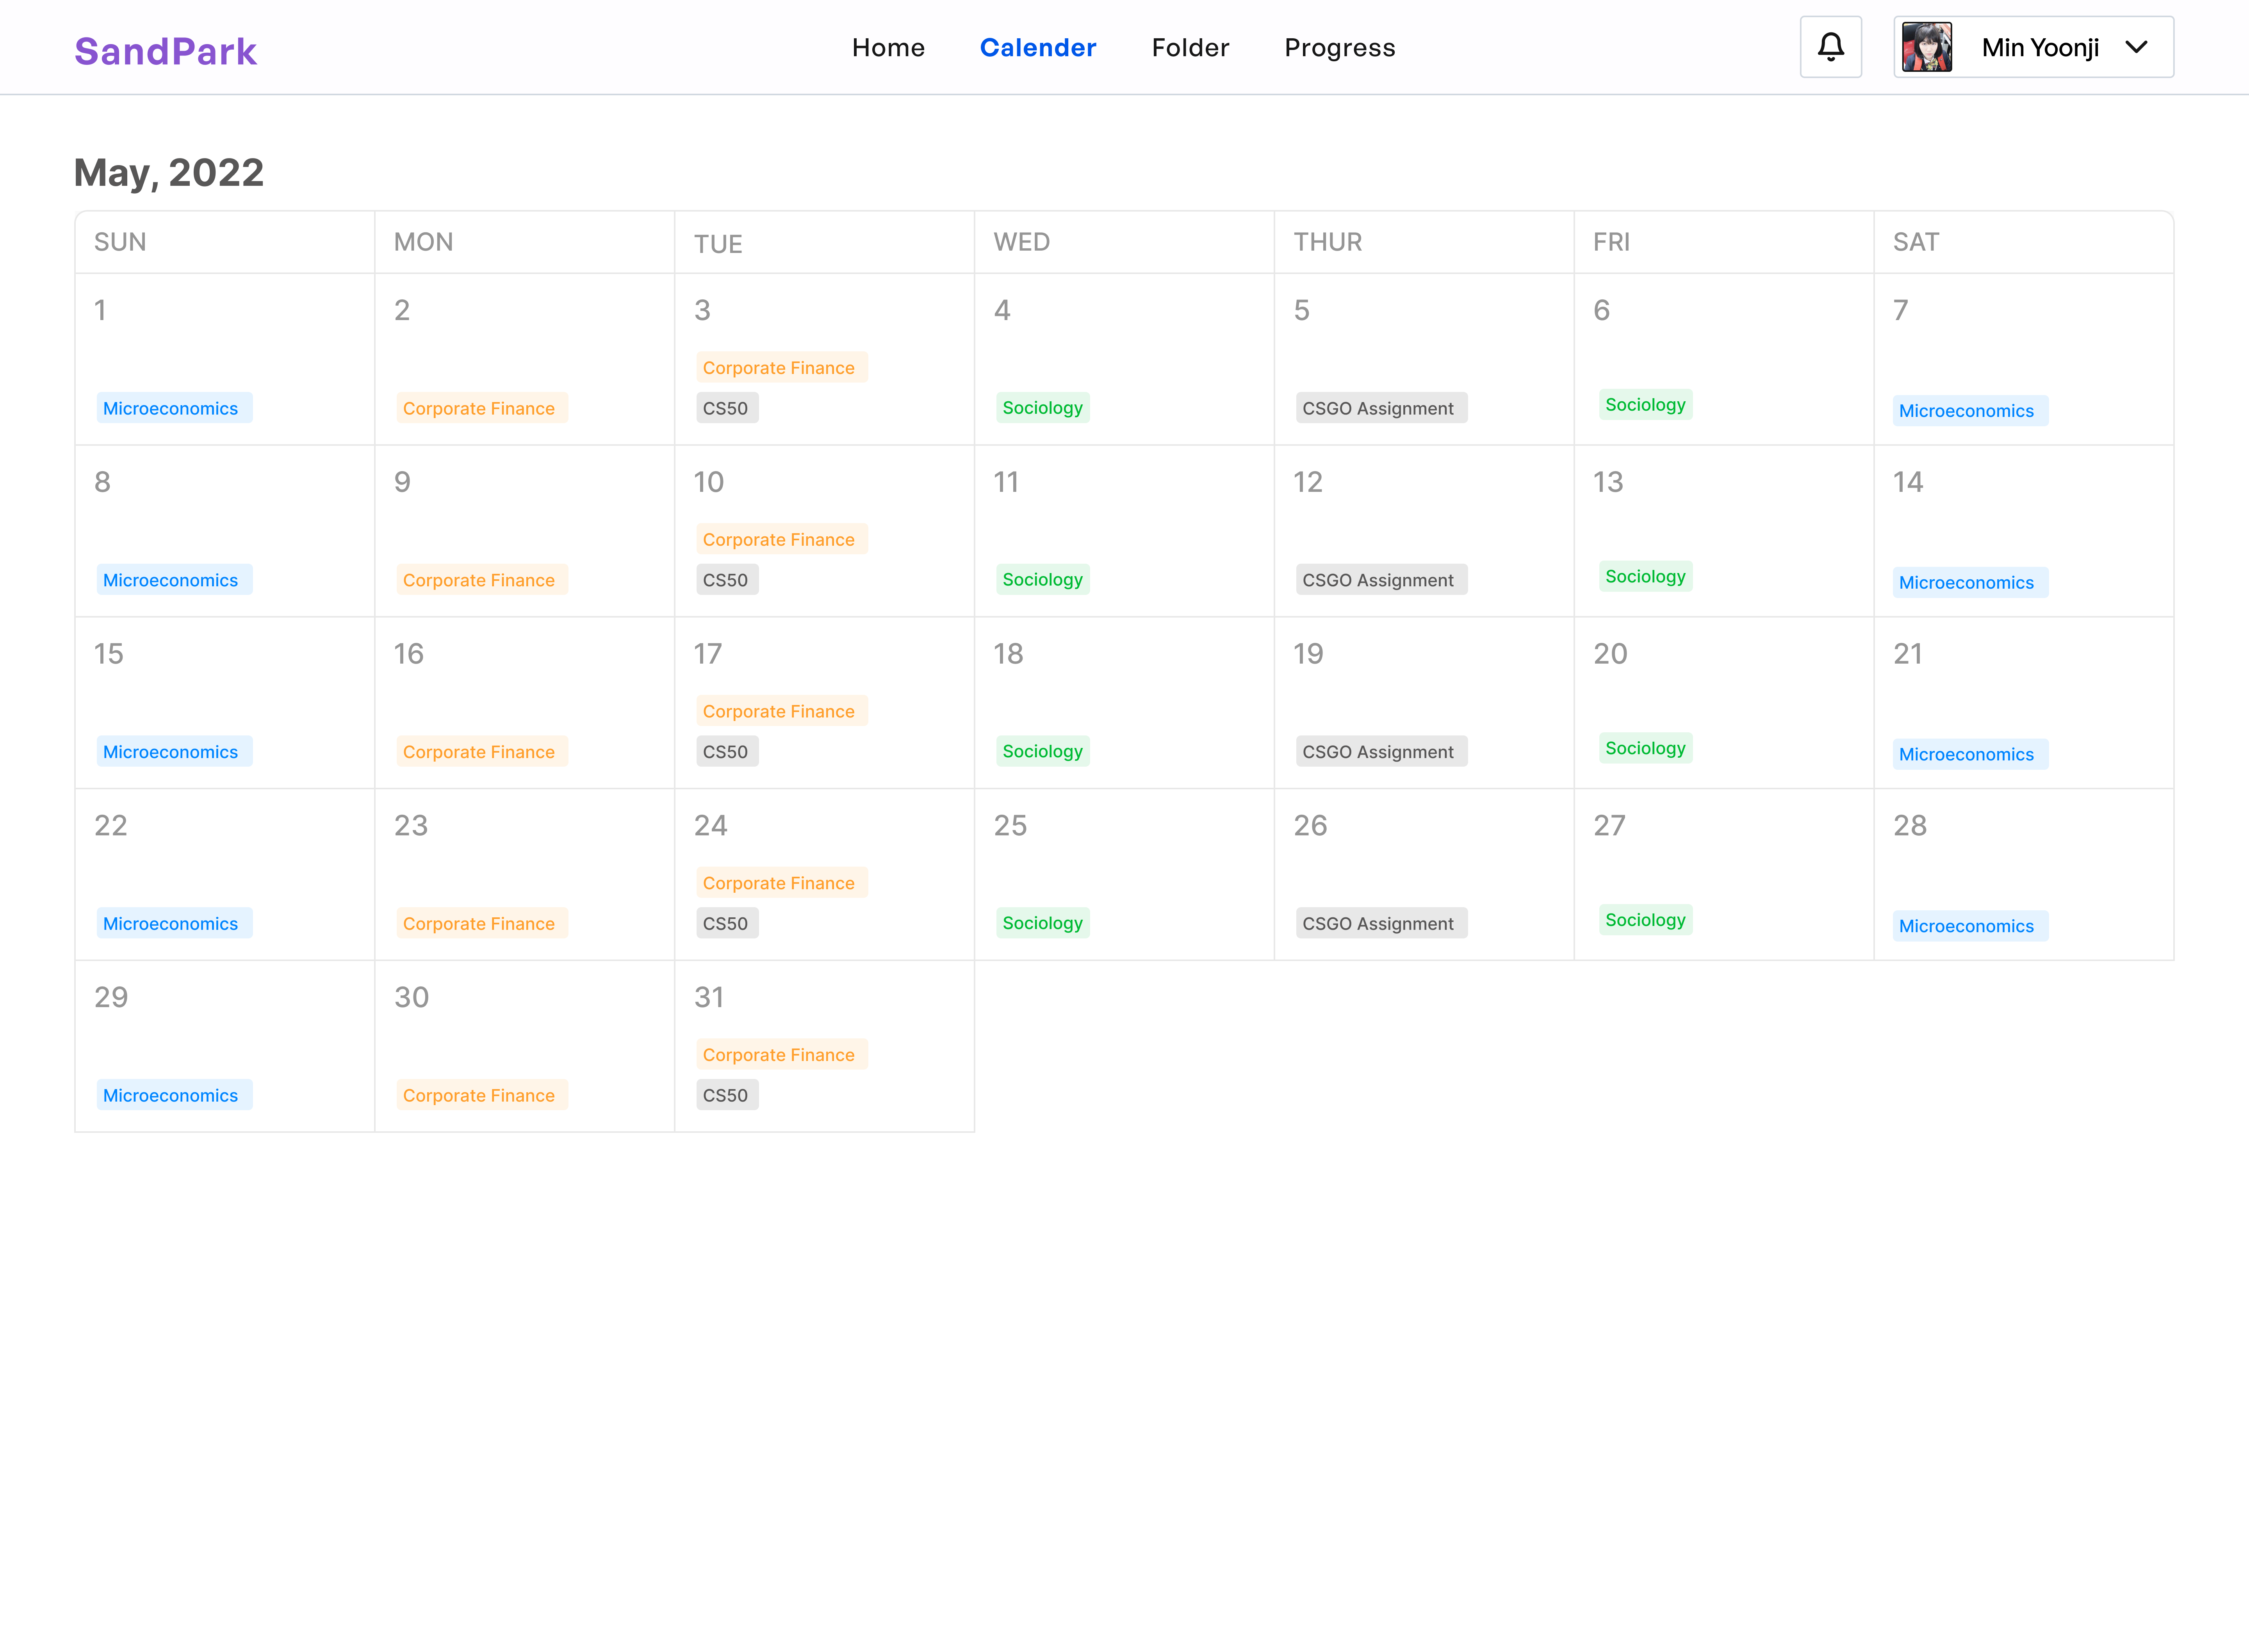 SandPark
Home Calender Folder Progress
Min Yoonji
May, 2022
SUN MON TUE WED THUR FRI SAT
1 2 3 4 5 6 7
Corporate Finance
Microeconomics Corporate Finance CS50 Sociology CSGO Assignment Sociology Microeconomics
8 9 10 11 12 13 14
Corporate Finance
Microeconomics Corporate Finance CS50 Sociology CSGO Assignment Sociology Microeconomics
15 16 17 18 19 20 21
Corporate Finance
Microeconomics Corporate Finance CS50 Sociology CSGO Assignment Sociology Microeconomics
22 23 24 25 26 27 28
Corporate Finance
Microeconomics Corporate Finance CS50 Sociology CSGO Assignment Sociology Microeconomics
29 30 31
Corporate Finance
Microeconomics Corporate Finance CS50